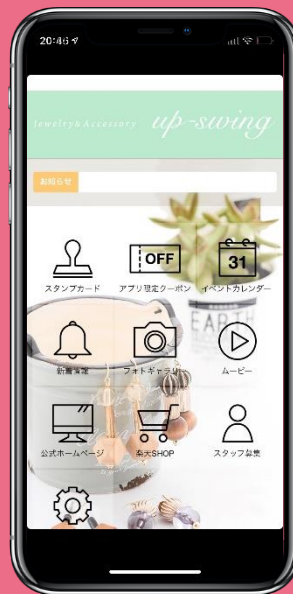 20:46
Jewelry & Accessory up-swing
お知らせ
OFF 31
スタンプカード アプリ限定クーポン イベントカレンダー
新着情報 フォトギャラリー ムービー
公式ホームページ 楽天SHOP スタッフ募集
EARTH